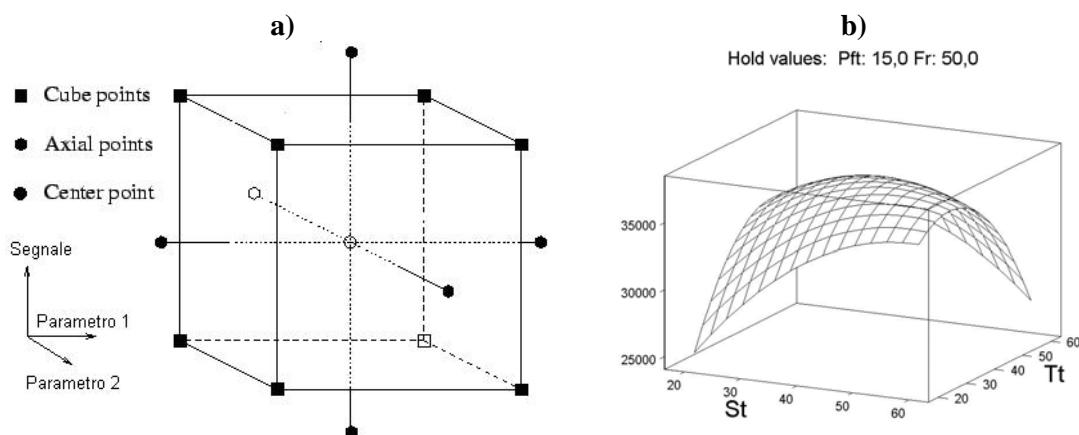 a)
Cube points
Axial points
Center point
Segnale
Parametro 1
Parametro 2
b)
Hold values: Pft: 15,0 Fr: 50,0
35000
30000
25000
20
30
40
50
60
St
20
30
40
50
60
Tt